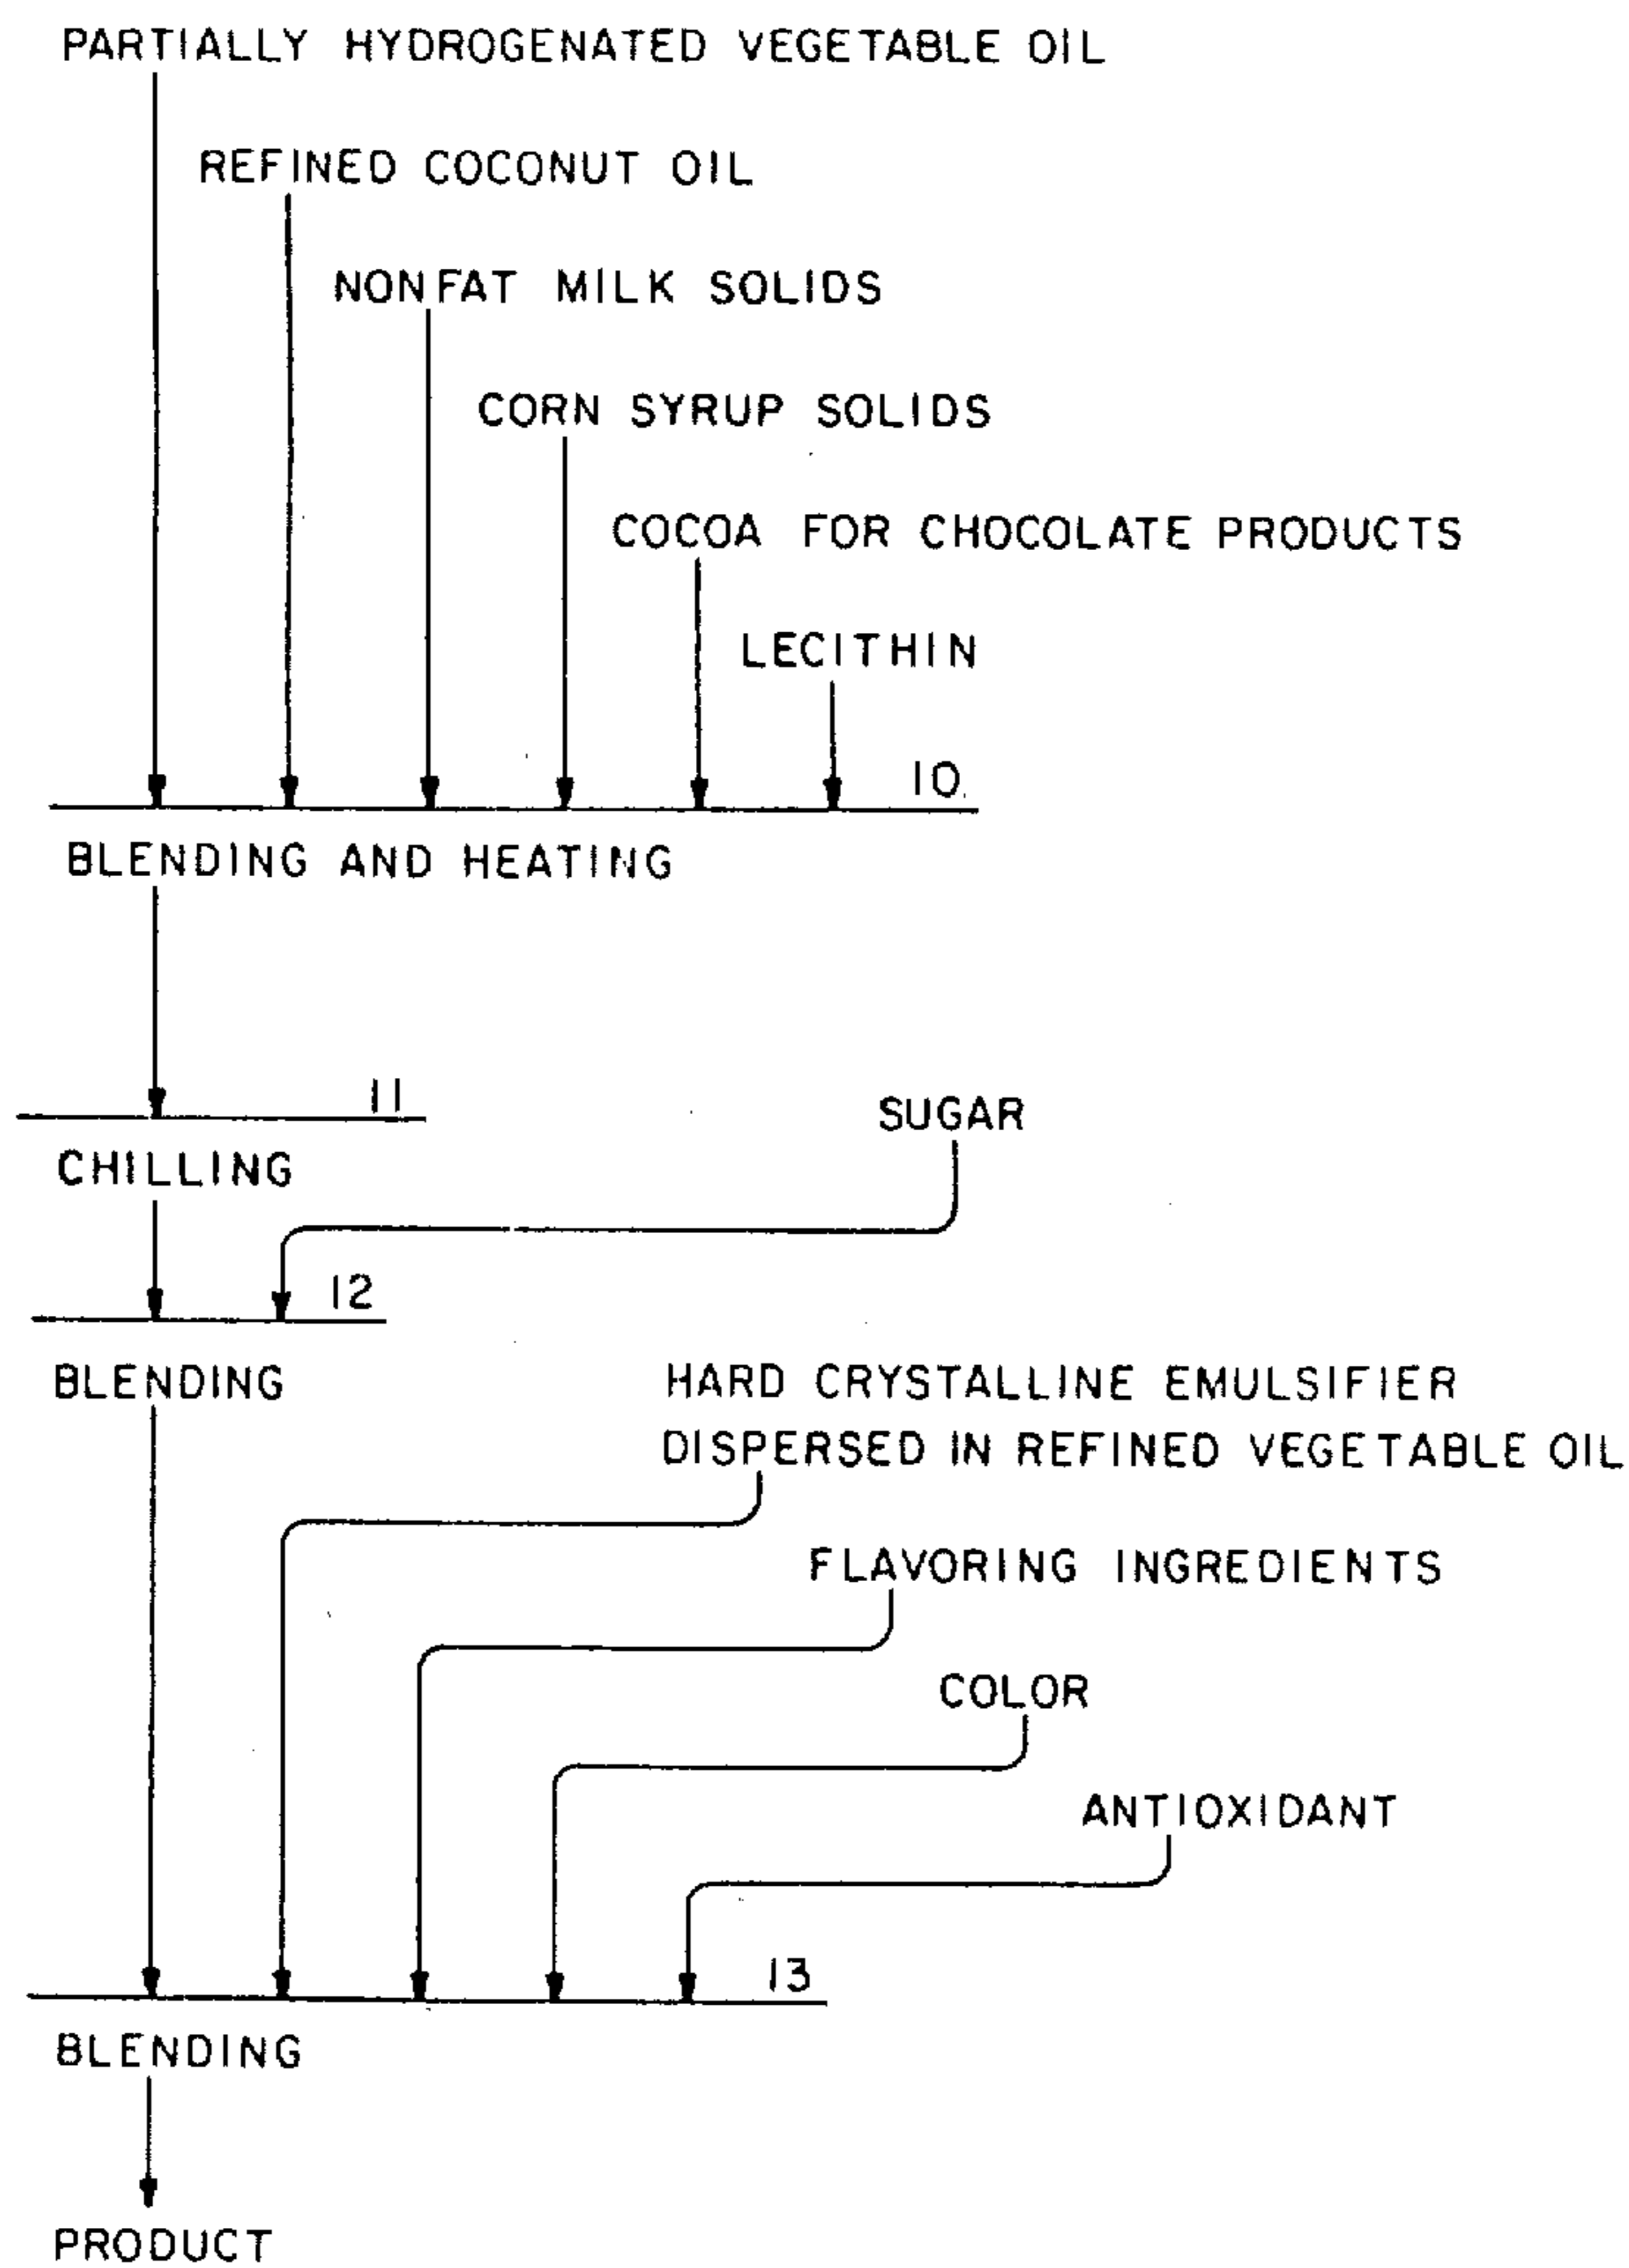 PARTIALLY HYDROGENATED VEGETABLE OIL
REFINED COCONUT OIL
NONFAT MILK SOLIDS
CORN SYRUP SOLIDS
COCOA FOR CHOCOLATE PRODUCTS
LECITHIN
10
BLENDING AND HEATING
11
SUGAR
CHILLING
12
BLENDING
HARD CRYSTALLINE EMULSIFIER
DISPERSED IN REFINED VEGETABLE OIL
FLAVORING INGREDIENTS
COLOR
ANTIOXIDANT
13
BLENDING
PRODUCT